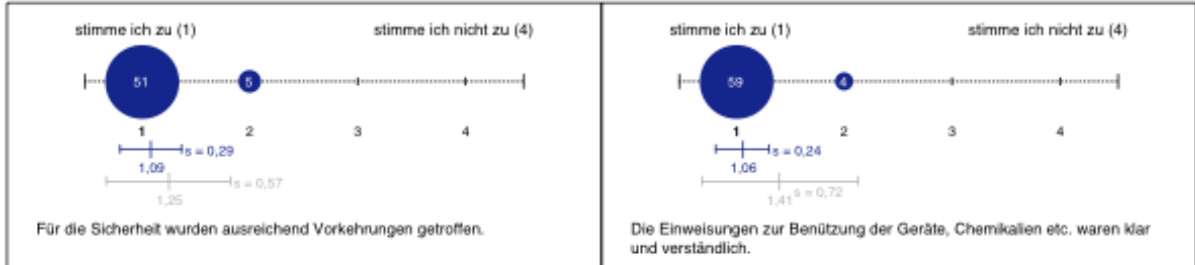 stimme ich zu (1) stimme ich nicht zu (4)
51 5
1 2 3 4
s = 0,29
1,09
s = 0,57
1,25
Für die Sicherheit wurden ausreichend Vorkehrungen getroffen.
stimme ich zu (1) stimme ich nicht zu (4)
59 4
1 2 3 4
s = 0,24
1,06
1,41 s = 0,72
Die Einweisungen zur Benützung der Geräte, Chemikalien etc. waren klar
und verständlich.